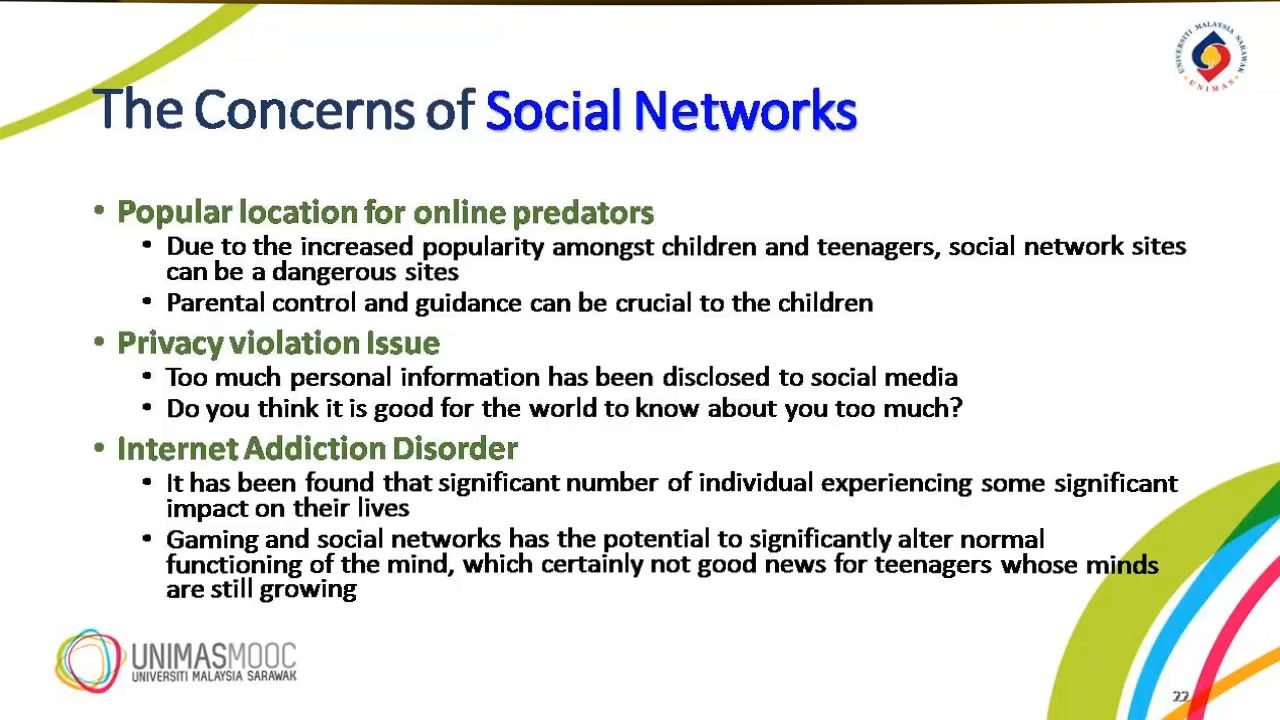 UNIVERSITI MALAYSIA SARAWAK
UNIMAS
The Concerns of Social Networks
• Popular location for online predators
• Due to the increased popularity amongst children and teenagers, social network sites
can be a dangerous sites
• Parental control and guidance can be crucial to the children
• Privacy violation Issue
• Too much personal information has been disclosed to social media
• Do you think it is good for the world to know about you too much?
• Internet Addiction Disorder
• It has been found that significant number of individual experiencing some significant
impact on their lives
• Gaming and social networks has the potential to significantly alter normal
functioning of the mind, which certainly not good news for teenagers whose minds
are still growing
UNIMASMOOC
UNIVERSITI MALAYSIA SARAWAK
22